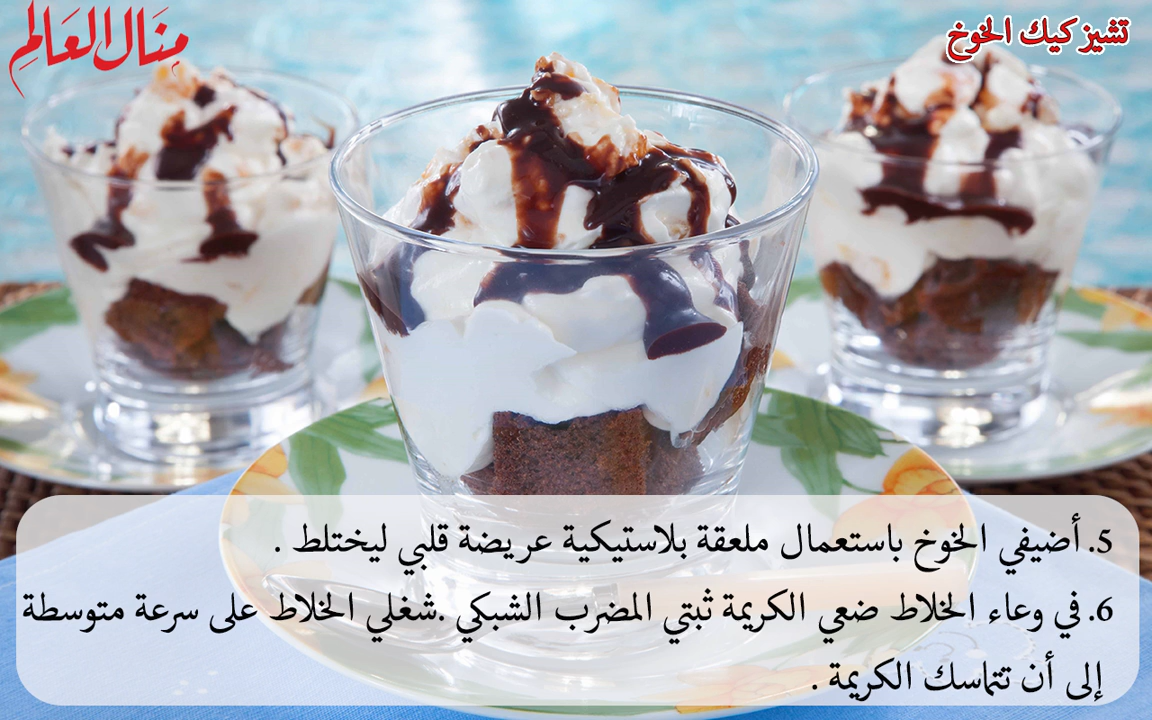 منال العالم
تشيز كيك الخوخ
5. أضيفي الخوخ باستعمال ملعقة بلاستيكية عريضة قلبي ليختلط .
6. في وعاء الخلاط ضعي الكريمة ثبتي المضرب الشبكي .شغلي الخلاط على سرعة متوسطة
إلى أن تتماسك الكريمة .